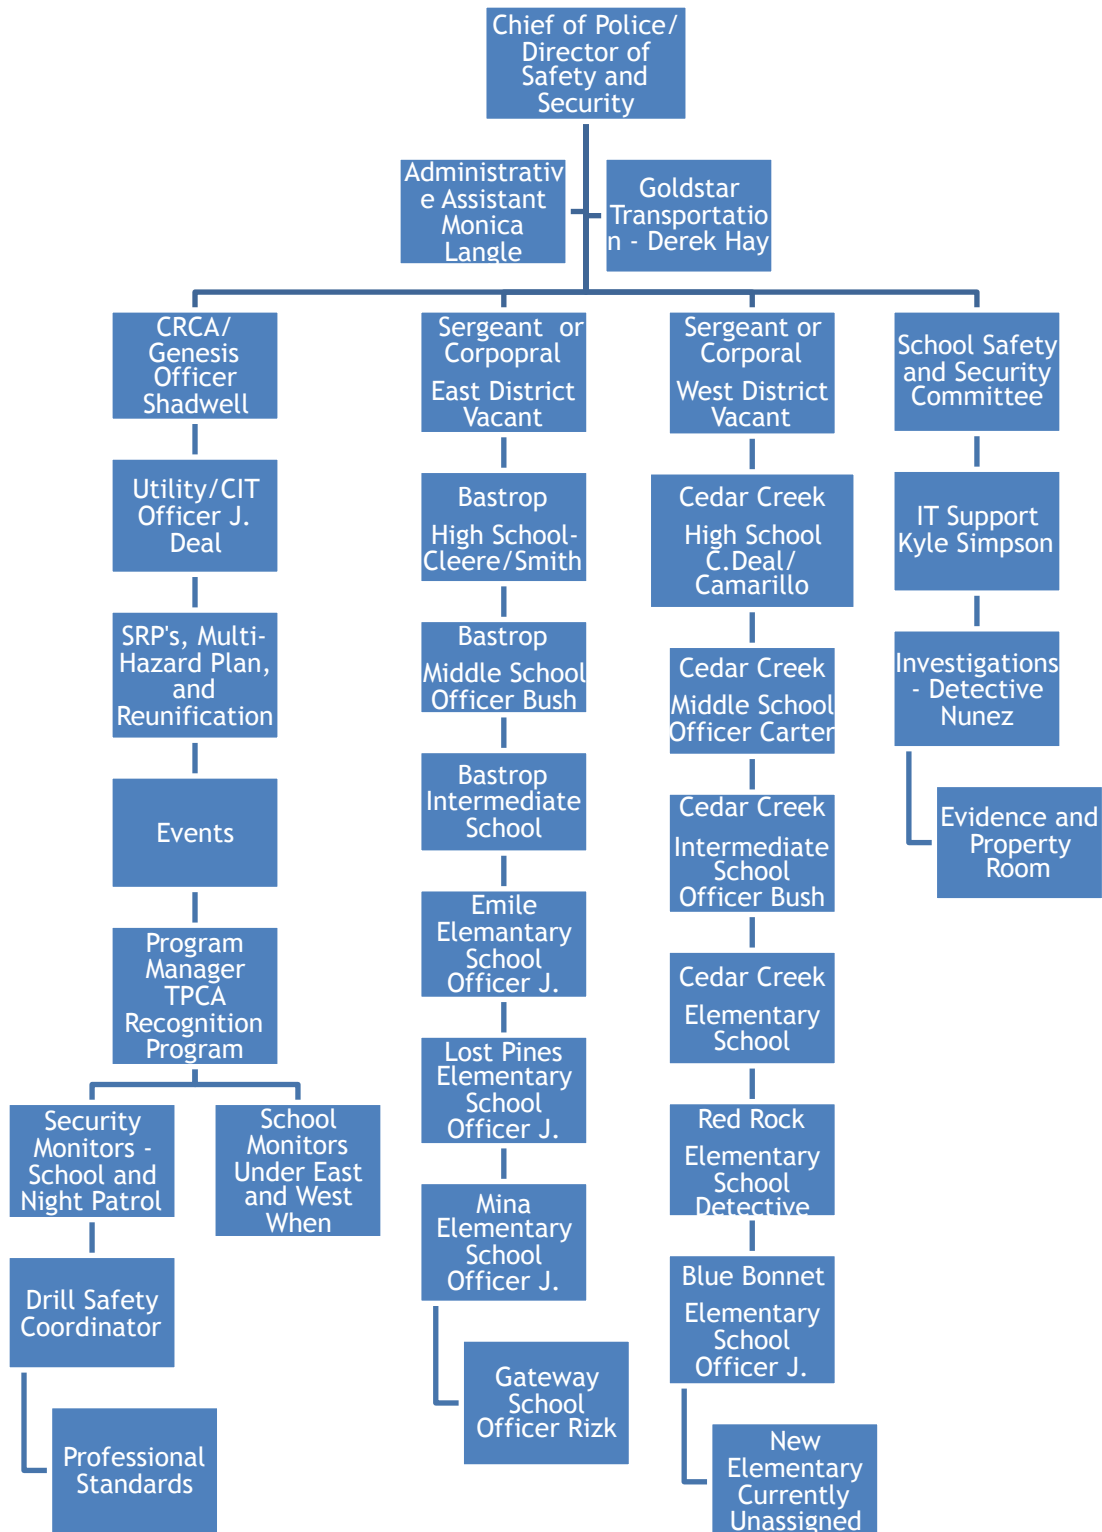 Chief of Police/
Director of
Safety and
Security
Administrativ
e Assistant
Monica
Langle
Goldstar
Transportatio
n - Derek Hay
CRCA/
Genesis
Officer
Shadwell
Utility/CIT
Officer J.
Deal
SRP's, Multi-
Hazard Plan,
and
Reunification
Events
Program
Manager
TPCA
Recognition
Program
Security
Monitors -
School and
Night Patrol
Drill Safety
Coordinator
Professional
Standards
School
Monitors
Under East
and West
When
Sergeant or
Corpopral
East District
Vacant
Bastrop
High School-
Cleere/Smith
Bastrop
Middle School
Officer Bush
Bastrop
Intermediate
School
Emile
Elemantary
School
Officer J.
Lost Pines
Elementary
School
Officer J.
Mina
Elementary
School
Officer J.
Gateway
School
Officer Rizk
Sergeant or
Corporal
West District
Vacant
Cedar Creek
High School
C.Deal/
Camarillo
Cedar Creek
Middle School
Officer Carter
Cedar Creek
Intermediate
School
Officer Bush
Cedar Creek
Elementary
School
Red Rock
Elementary
School
Detective
Blue Bonnet
Elementary
School
Officer J.
New
Elementary
Currently
Unassigned
School Safety
and Security
Committee
IT Support
Kyle Simpson
Investigations
- Detective
Nunez
Evidence and
Property
Room